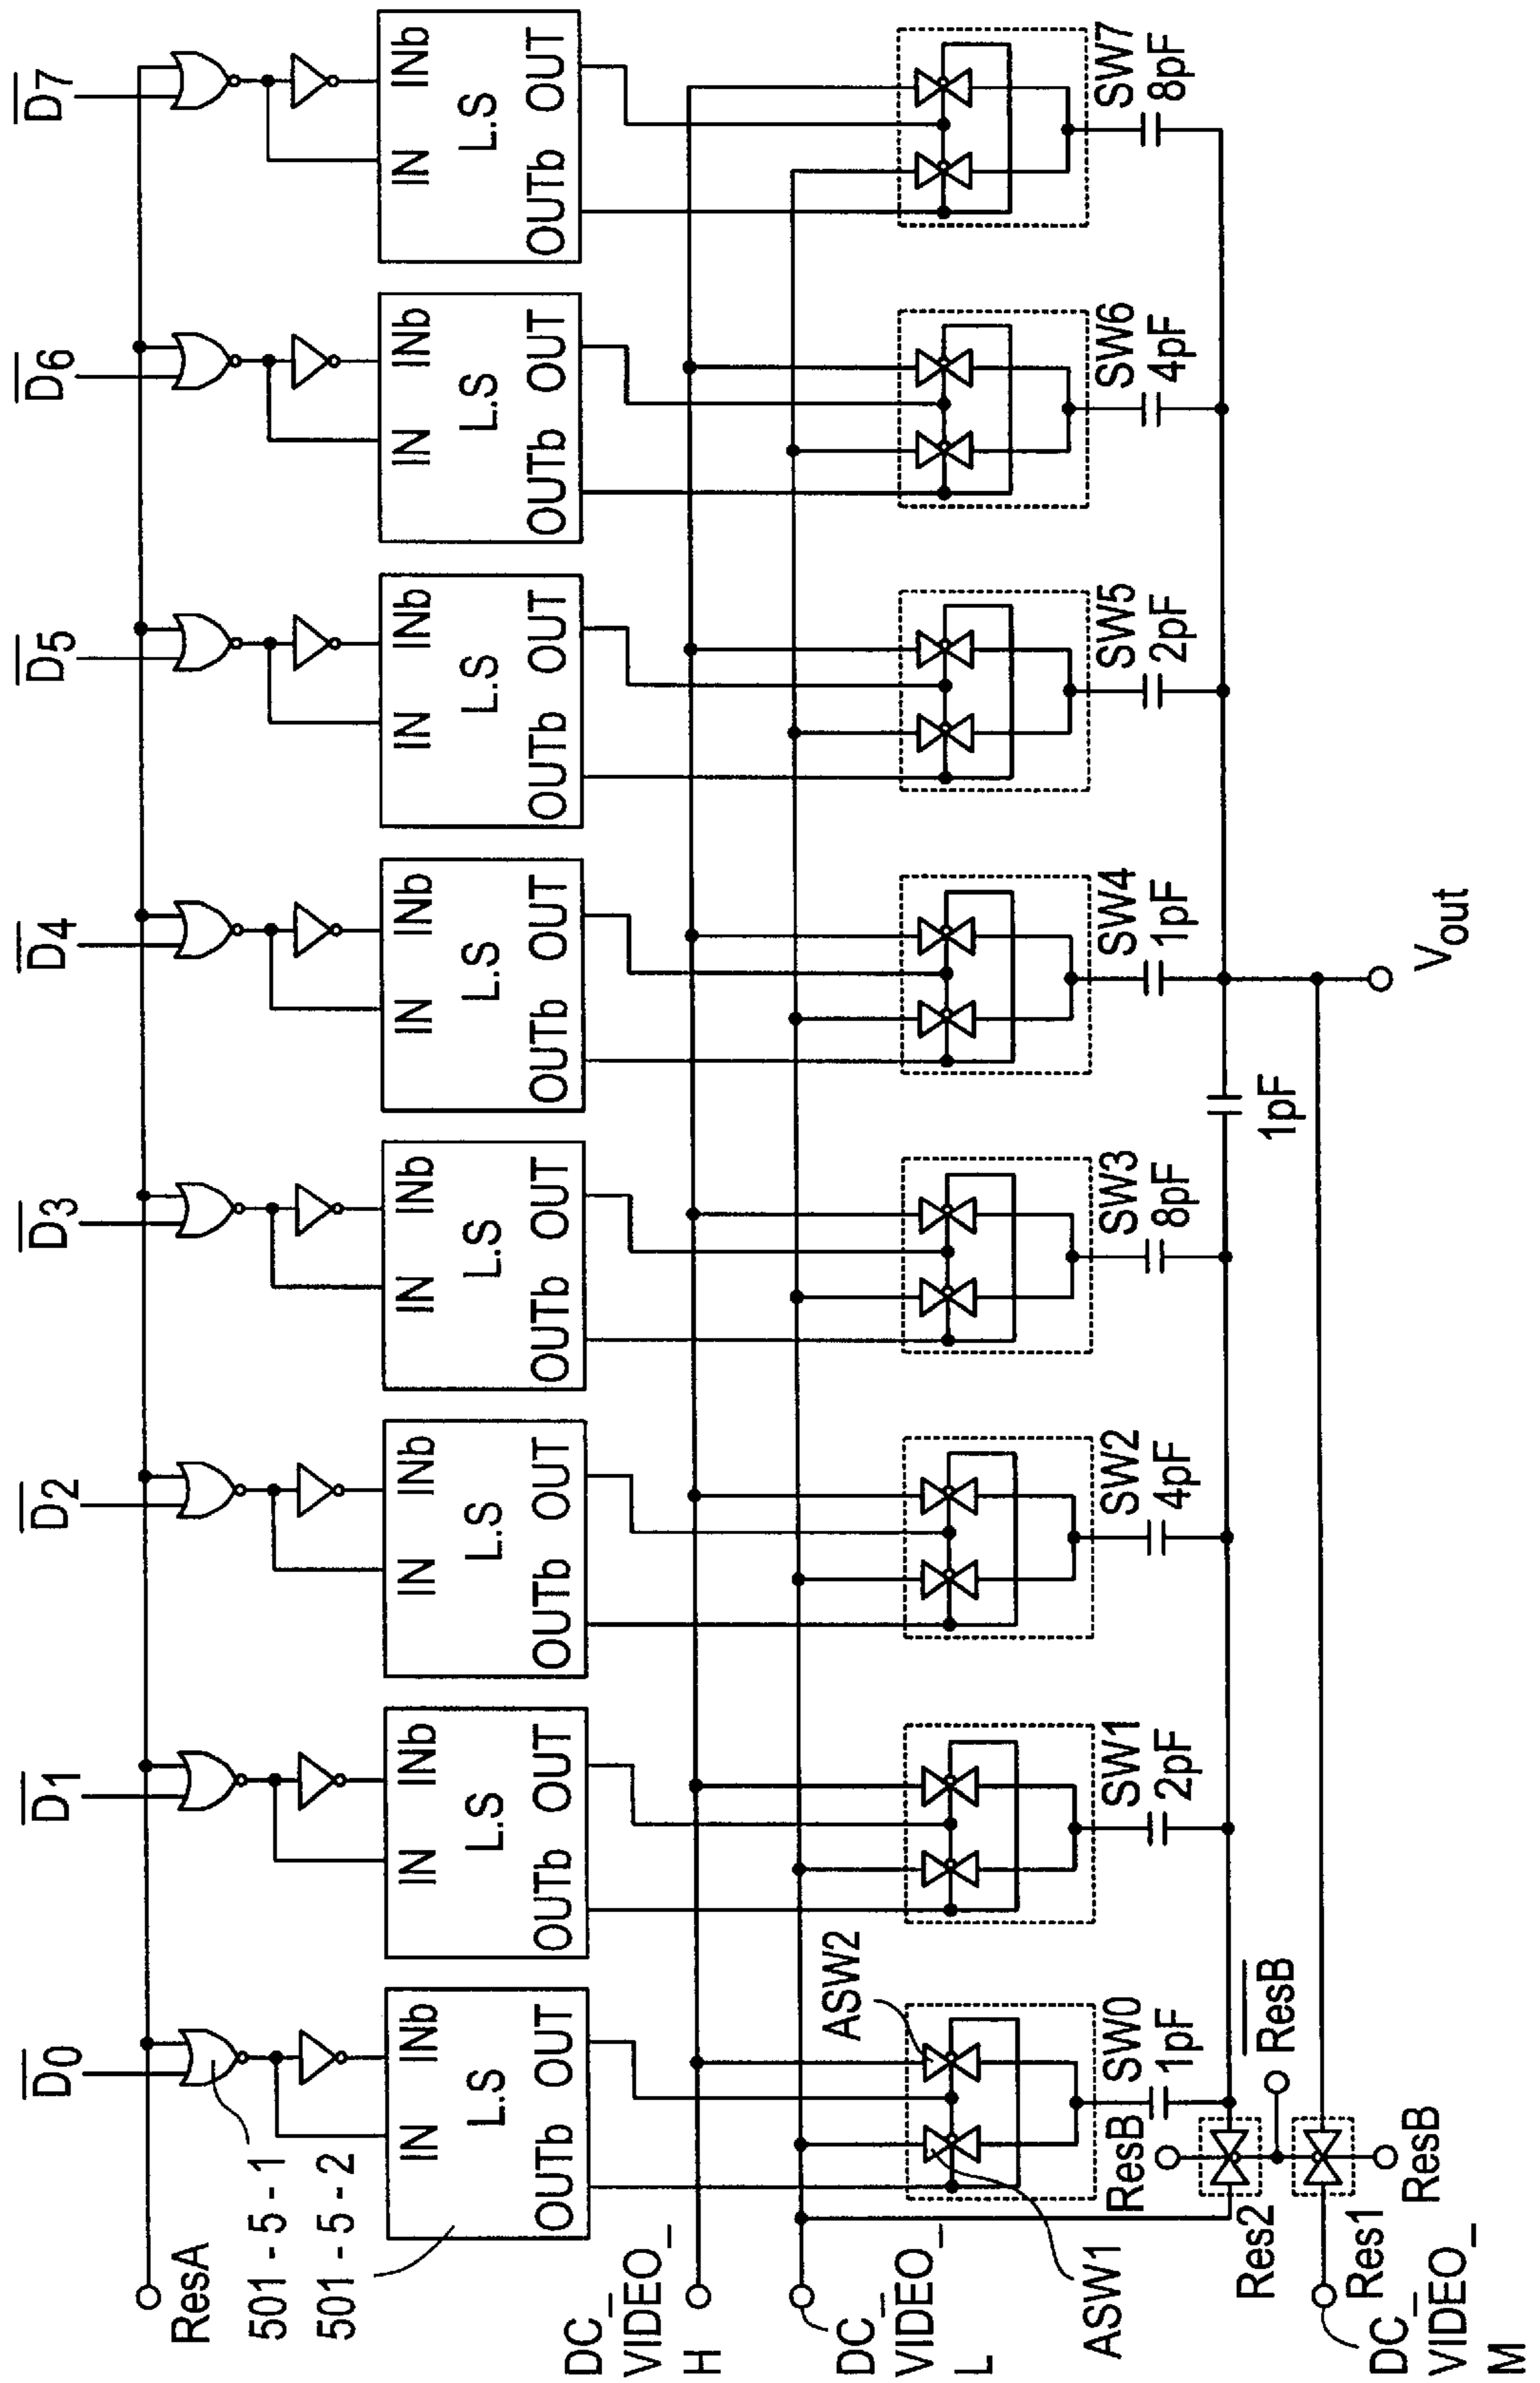 D0
D1
D2
D3
D4
D5
D6
D7
ResA
501 - 5 - 1
501 - 5 - 2
IN
INb
L.S
OUTb
OUT
IN
INb
L.S
OUTb
OUT
IN
INb
L.S
OUTb
OUT
IN
INb
L.S
OUTb
OUT
IN
INb
L.S
OUTb
OUT
IN
INb
L.S
OUTb
OUT
IN
INb
L.S
OUTb
OUT
IN
INb
L.S
OUTb
OUT
DC_
VIDEO_
H
DC_
VIDEO_
L
ASW1
ASW2
SW0
1pF
SW1
2pF
SW2
4pF
SW3
8pF
SW4
1pF
SW5
2pF
SW6
4pF
SW7
8pF
1pF
ResB
Res2
ResB
Res1
ResB
DC_
VIDEO_
M
Vout